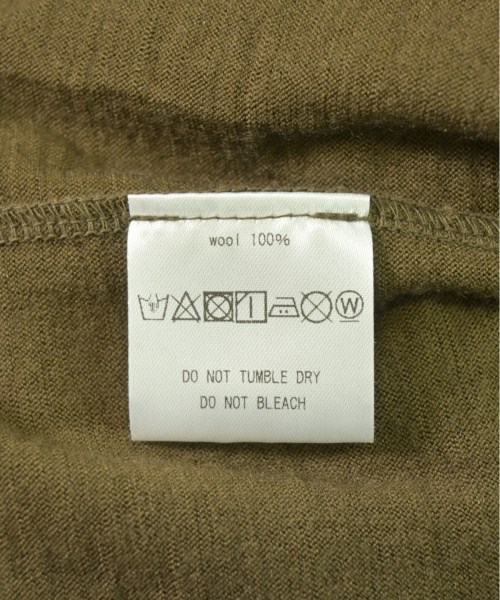 wool 100%
W
DO NOT TUMBLE DRY
DO NOT BLEACH